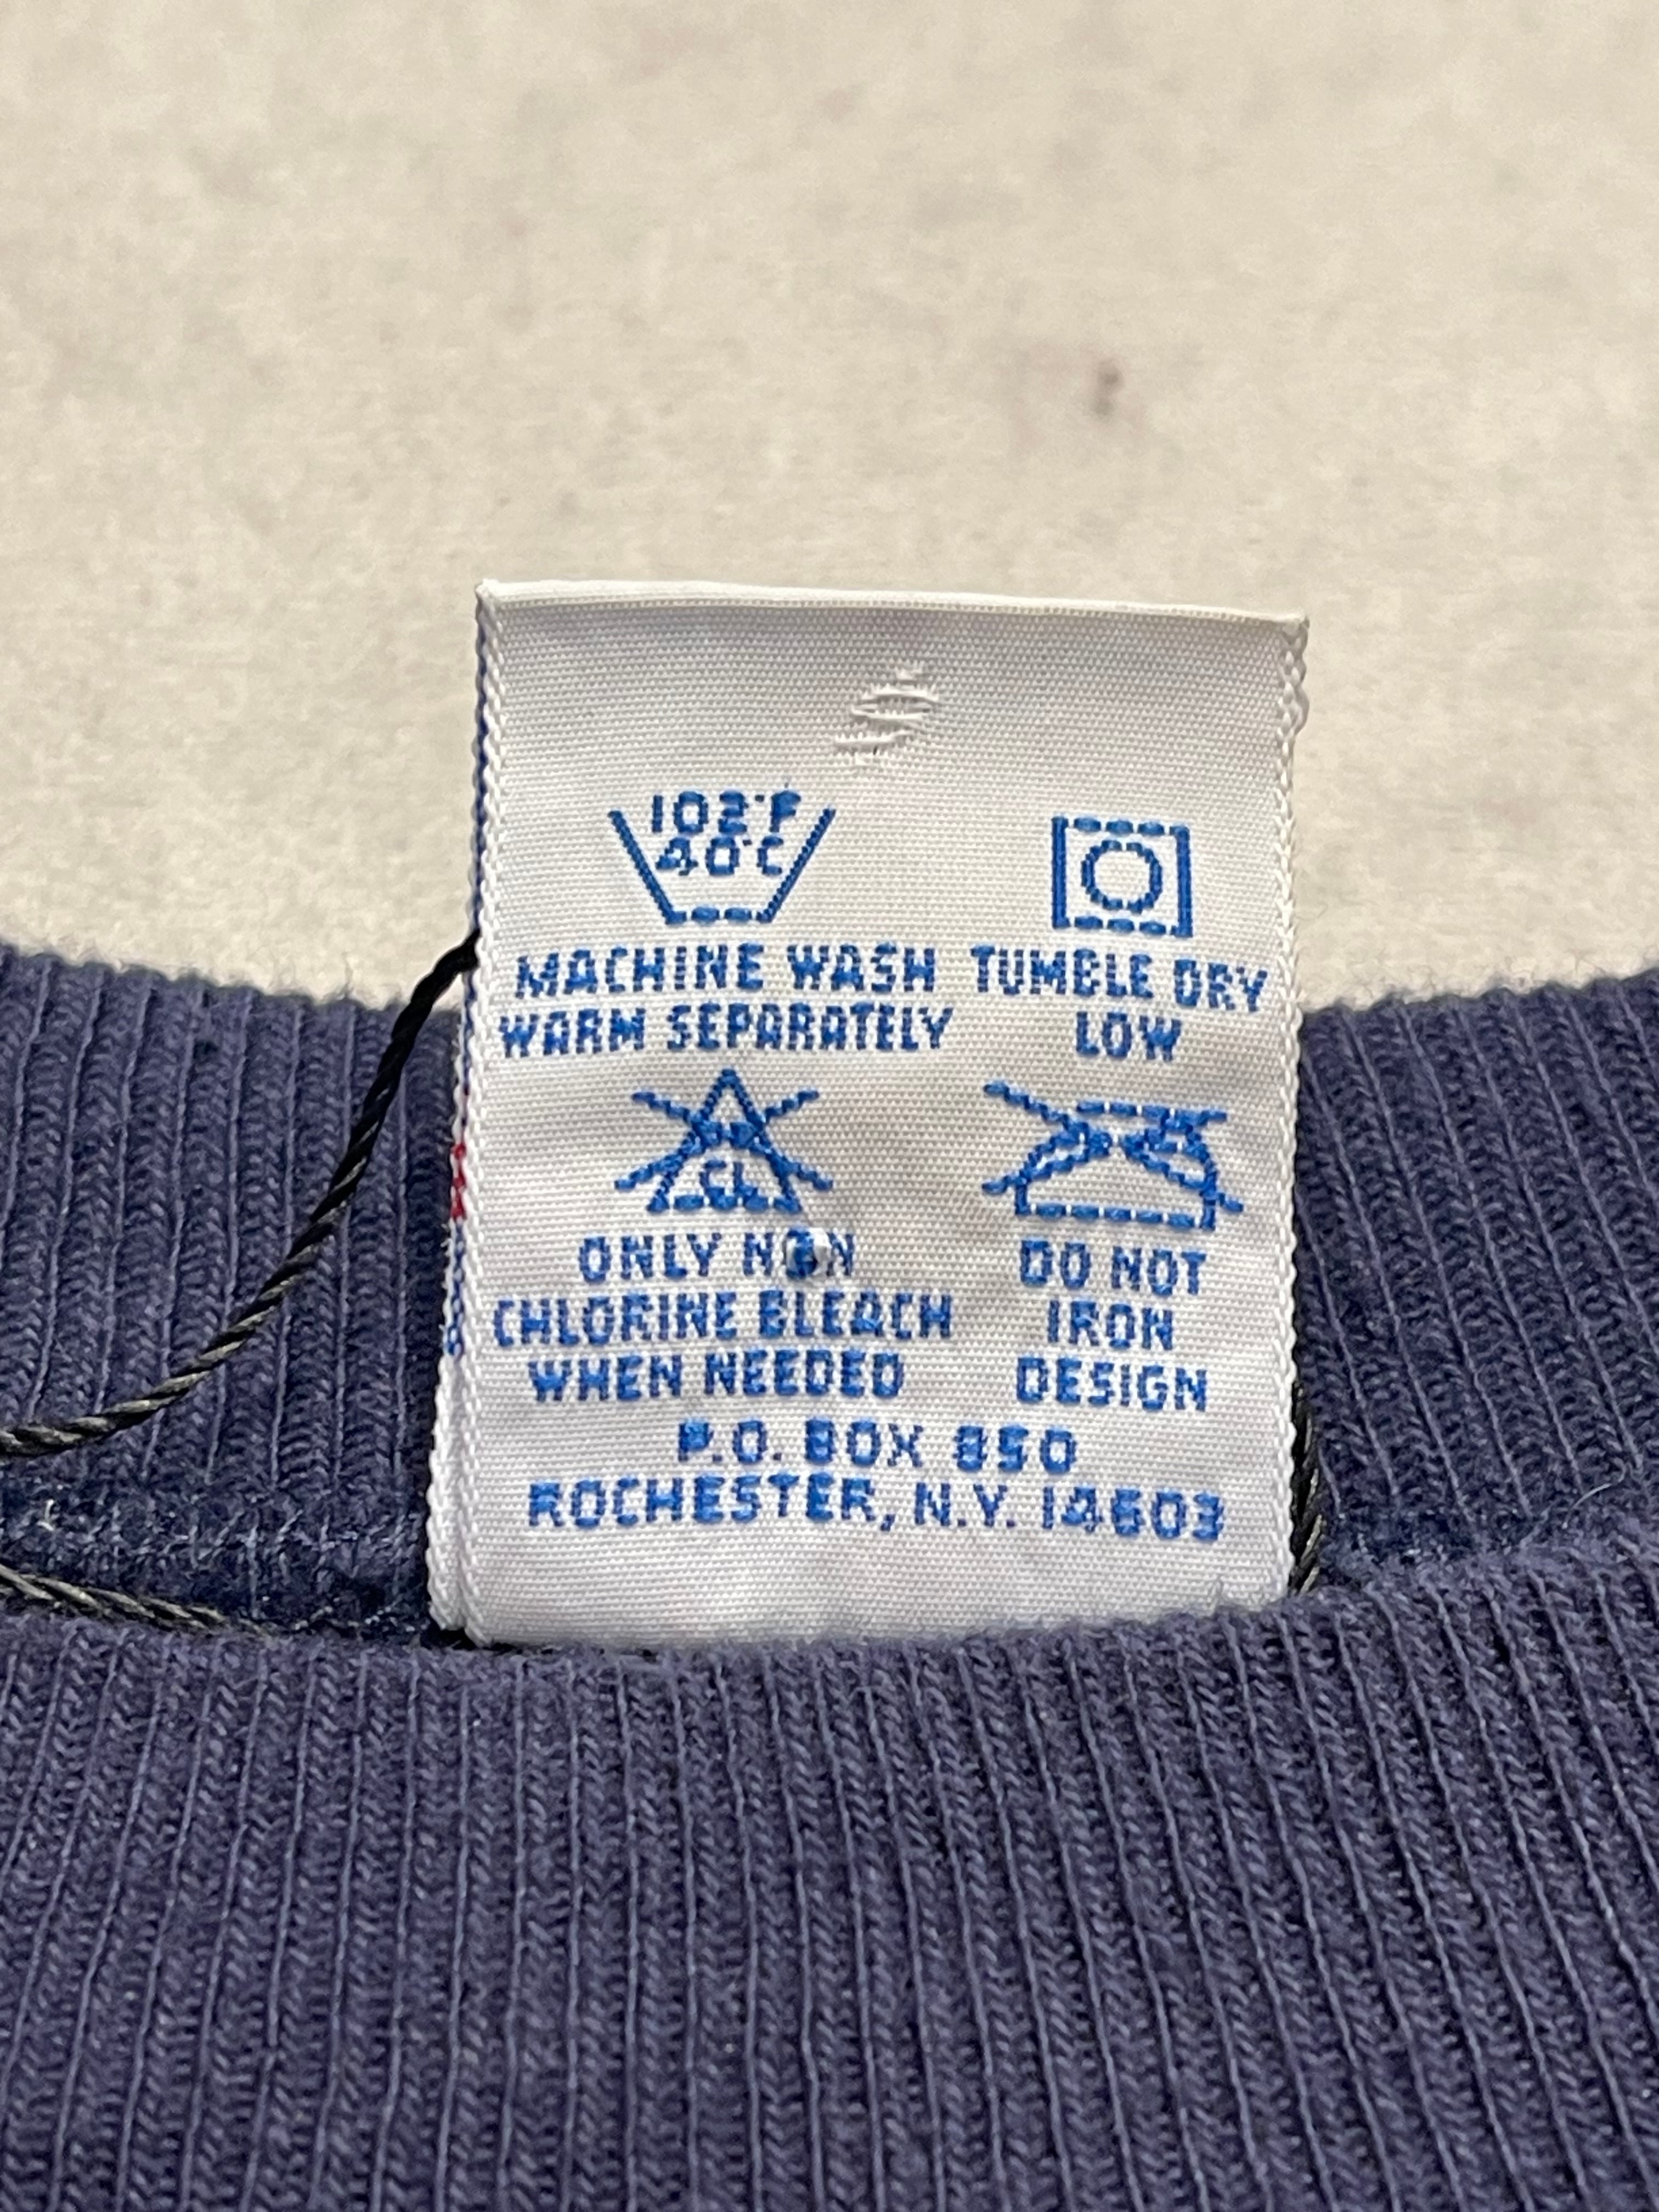 102°F
40°C
MACHINE WASH
WARM SEPARATELY
TUMBLE DRY
LOW
CL
ONLY NON
CHLORINE BLEACH
WHEN NEEDED
DO NOT
IRON
DESIGN
P.O. BOX 850
ROCHESTER, N.Y. 14603